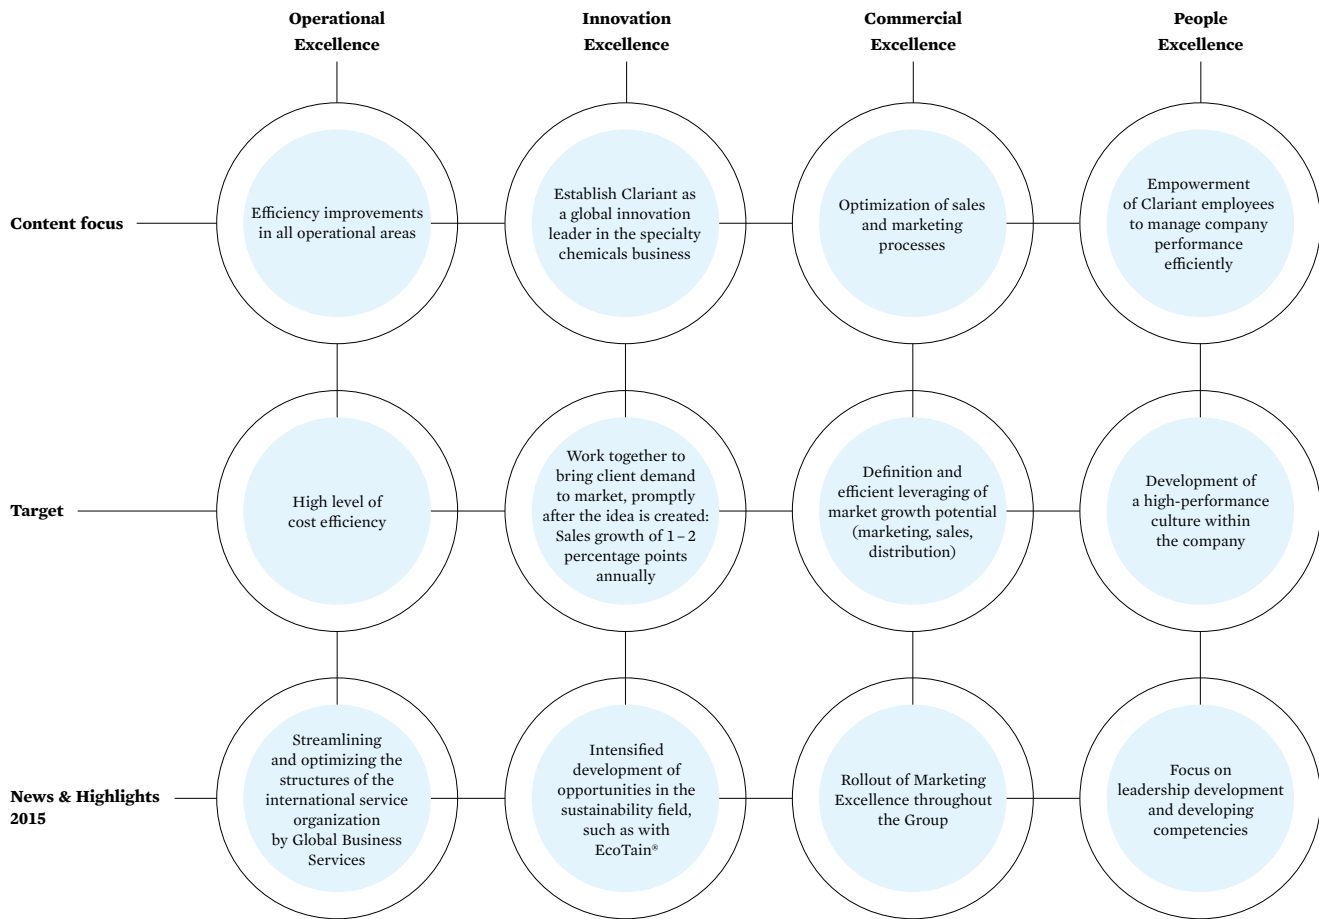 Operational
Excellence
Innovation
Excellence
Commercial
Excellence
People
Excellence
Content focus
Efficiency improvements
in all operational areas
Establish Clariant as
a global innovation
leader in the specialty
chemicals business
Optimization of sales
and marketing
processes
Empowerment
of Clariant employees
to manage company
performance
efficiently
Target
High level of
cost efficiency
Work together to
bring client demand
to market, promptly
after the idea is created:
Sales growth of 1 – 2
percentage points
annually
Definition and
efficient leveraging of
market growth potential
(marketing, sales,
distribution)
Development of
a high-performance
culture within
the company
News & Highlights
2015
Streamlining
and optimizing the
structures of the
international service
organization
by Global Business
Services
Intensified
development of
opportunities in the
sustainability field,
such as with
EcoTain®
Rollout of Marketing
Excellence throughout
the Group
Focus on
leadership development
and developing
competencies